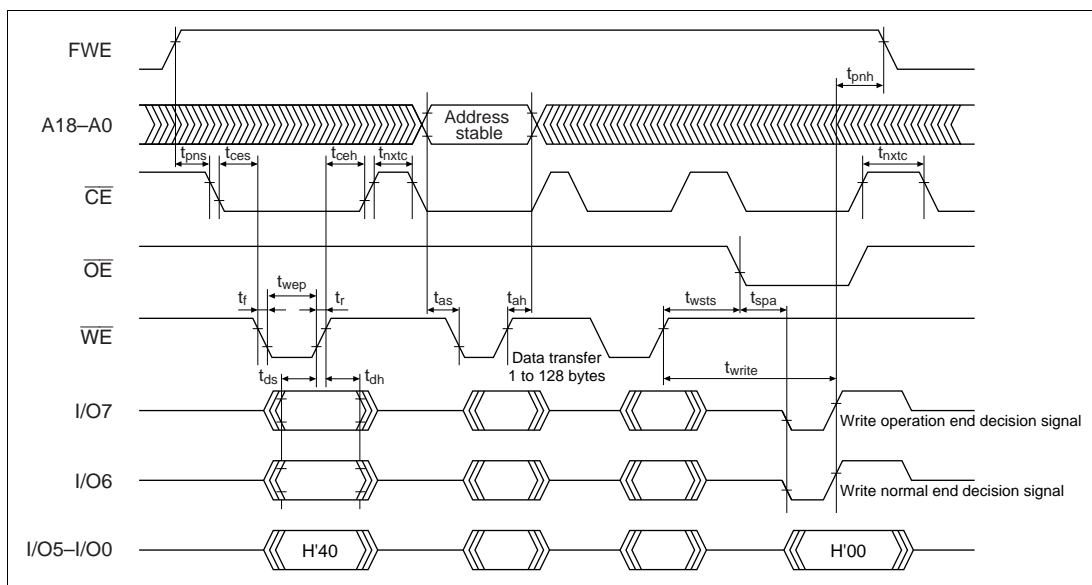 FWE
tpnh
A18–A0
Address
stable
tpns
tces
tceh
tnxtc
tnxtc
CE
OE
tf
twep
tr
tas
tah
twsts
tspa
WE
Data transfer
1 to 128 bytes
tds
tdh
twrite
I/O7
Write operation end decision signal
I/O6
Write normal end decision signal
I/O5–I/O0
H'40
H'00